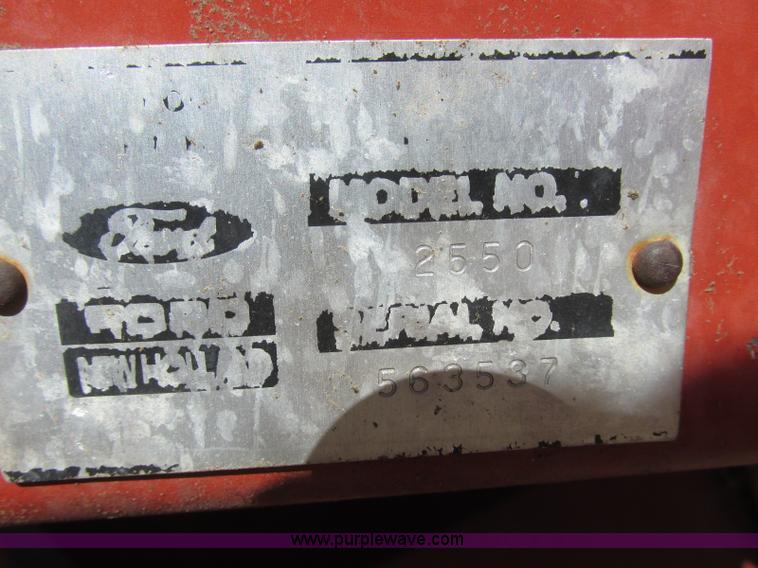 Ford
FORD
NEW HOLLAND
MODEL NO.
2550
SERIAL NO.
563537
www.purplewave.com